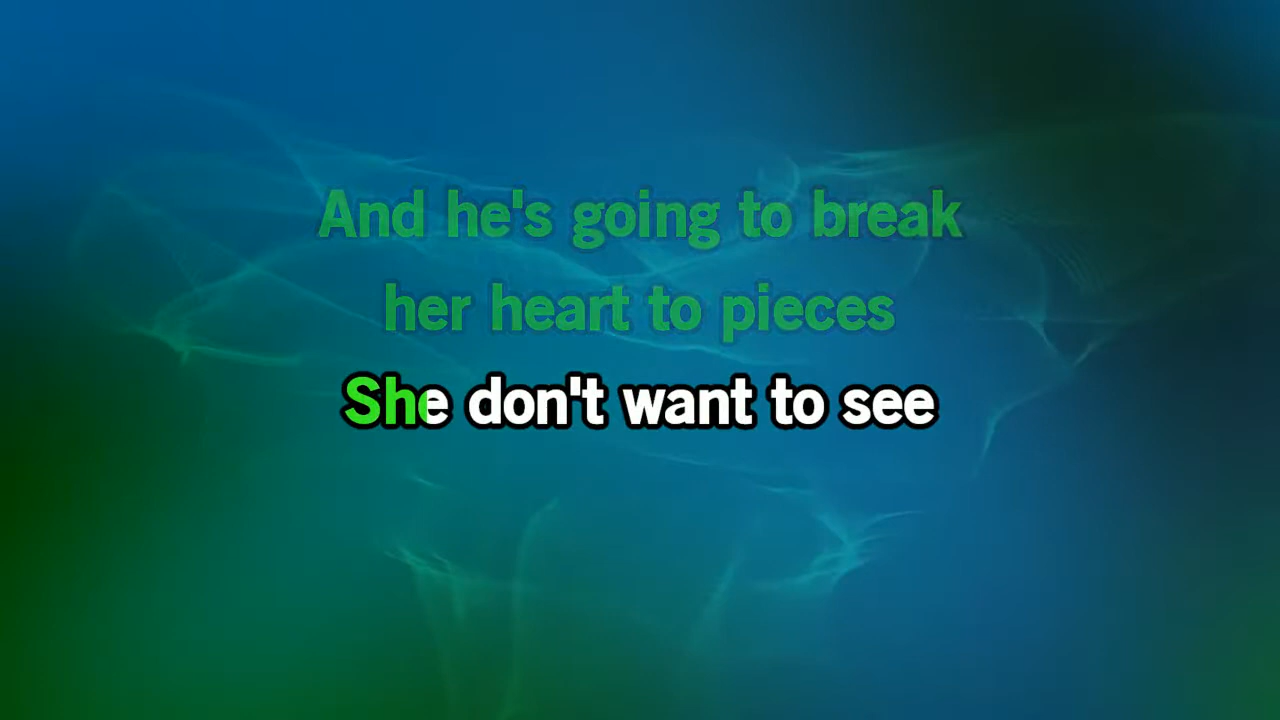 And he's going to break
her heart to pieces
She don't want to see